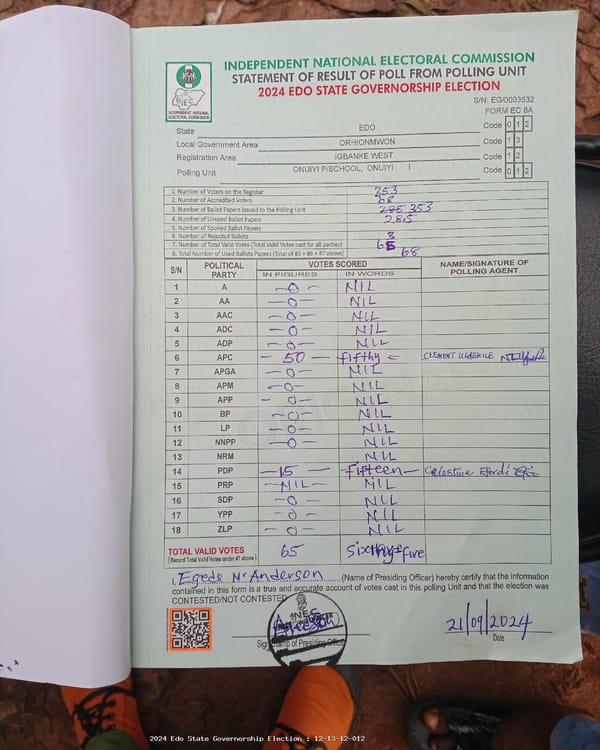 INDEPENDENT NATIONAL ELECTORAL COMMISSION
STATEMENT OF RESULT OF POLL FROM POLLING UNIT
2024 EDO STATE GOVERNORSHIP ELECTION
INEC
INDEPENDENT NATIONAL ELECTORAL COMMISSION
S/N: EG/0003532
FORM EC 8A
State EDO Code 0 1 2
Local Government Area ORHIONMWON Code 1 3
Registration Area IGBANKE WEST Code 1 2
Polling Unit ONUIYI P/SCHOOL, ONUIYI I Code 0 1 2
1. Number of Voters on the Register 353
2. Number of Accredited Voters 68
3. Number of Ballot Papers Issued to the Polling Unit 285 353
4. Number of Unused Ballot Papers 285
5. Number of Spoiled Ballot Papers
6. Number of Rejected Ballots 3
7. Number of Total Valid Votes (Total Valid Votes cast for all parties) 65
8. Total Number of Used Ballots Papers (Total of #5 + #6 + #7 above) 68
S/N POLITICAL PARTY VOTES SCORED NAME/SIGNATURE OF POLLING AGENT
IN FIGURES IN WORDS
1 A -0- NIL
2 AA -0- NIL
3 AAC -0- NIL
4 ADC -0- NIL
5 ADP -0- NIL
6 APC -50- fifthy = CLEMENT
7 APGA -0- NIL
8 APM -0- NIL
9 APP - 0- NIL
10 BP -0- NIL
11 LP -0- NIL
12 NNPP -0- NIL
13 NRM NIL
14 PDP -15- Fifteen- Celestine
15 PRP -NIL- NIL
16 SDP -0- NIL
17 YPP -0- NIL
18 ZLP -0- NIL
TOTAL VALID VOTES 65 five
(Record Total Valid Votes under #7 above)
I, Egede N. Anderson (Name of Presiding Officer) hereby certify that the Information
contained in this form is a true and accurate account of votes cast in this polling Unit and that the election was
CONTESTED/NOT CONTESTED.
INEC
21/09/2024
Sign/Stamp of Presiding Officer
Date
2024 Edo State Governorship Election : 12-13-12-012